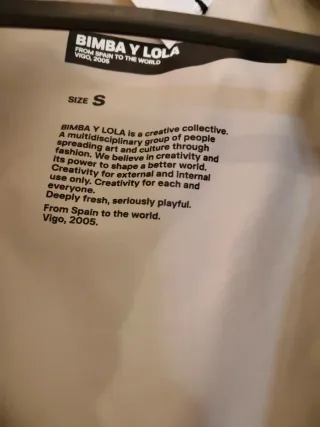 BIMBA Y LOLA
FROM SPAIN TO THE WORLD
VIGO, 2005
SIZE S
BIMBA Y LOLA is a creative collective.
A multidisciplinary group of people
spreading art and culture through
fashion. We believe in creativity and
its power to shape a better world.
Creativity for external and internal
use only. Creativity for each and
everyone.
Deeply fresh, seriously playful.
From Spain to the world.
Vigo, 2005.